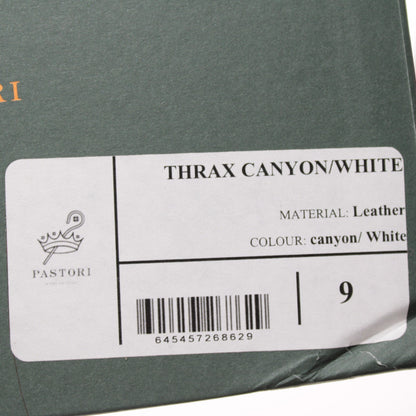 RI
THRAX CANYON/WHITE
MATERIAL: Leather
COLOUR: canyon/ White
PASTORI
9
645457268629